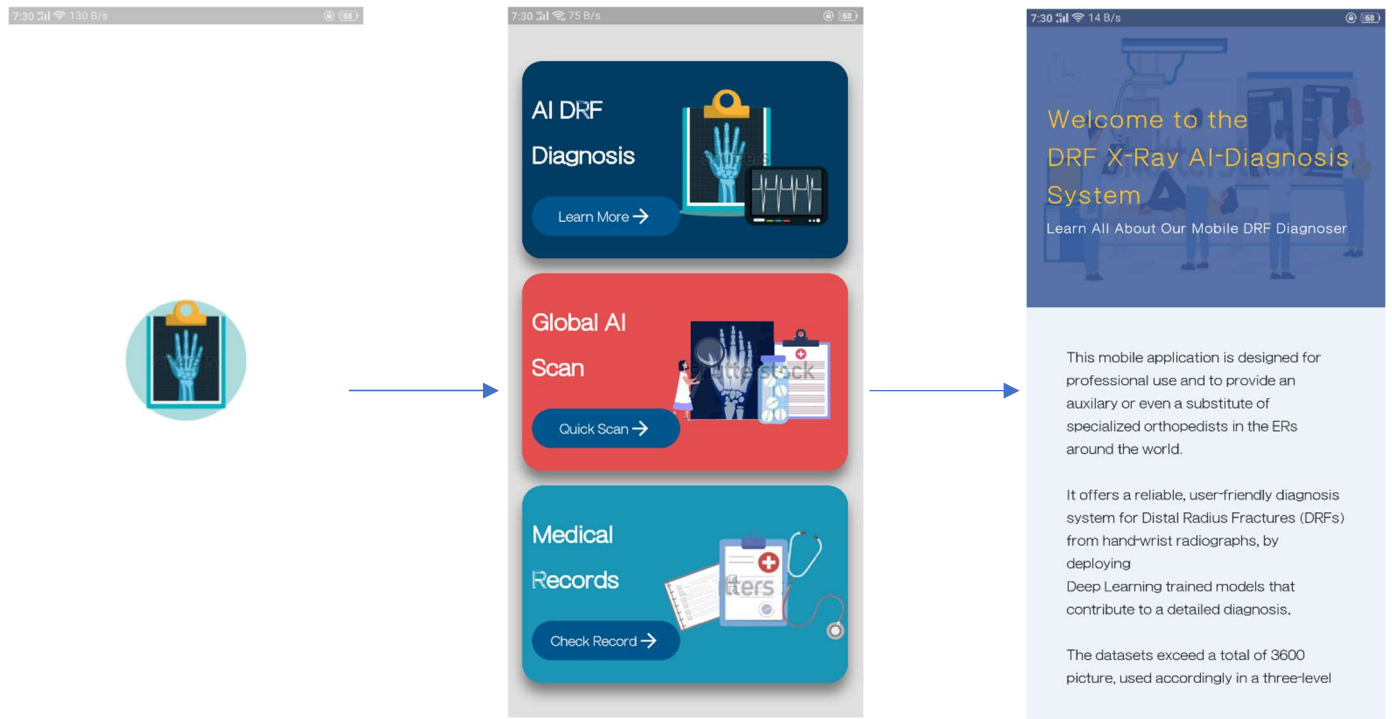 7:30 130 B/s 68
7:30 75 B/s 68
AI DRF
Diagnosis
Learn More →
Global AI
Scan
shutterstock
Quick Scan →
Medical
Records
tters
Check Record →
7:30 14 B/s 68
Welcome to the
DRF X-Ray AI-Diagnosis
System
Learn All About Our Mobile DRF Diagnoser
This mobile application is designed for
professional use and to provide an
auxilary or even a substitute of
specialized orthopedists in the ERs
around the world.
It offers a reliable, user-friendly diagnosis
system for Distal Radius Fractures (DRFs)
from hand-wrist radiographs, by
deploying
Deep Learning trained models that
contribute to a detailed diagnosis.
The datasets exceed a total of 3600
picture, used accordingly in a three-level